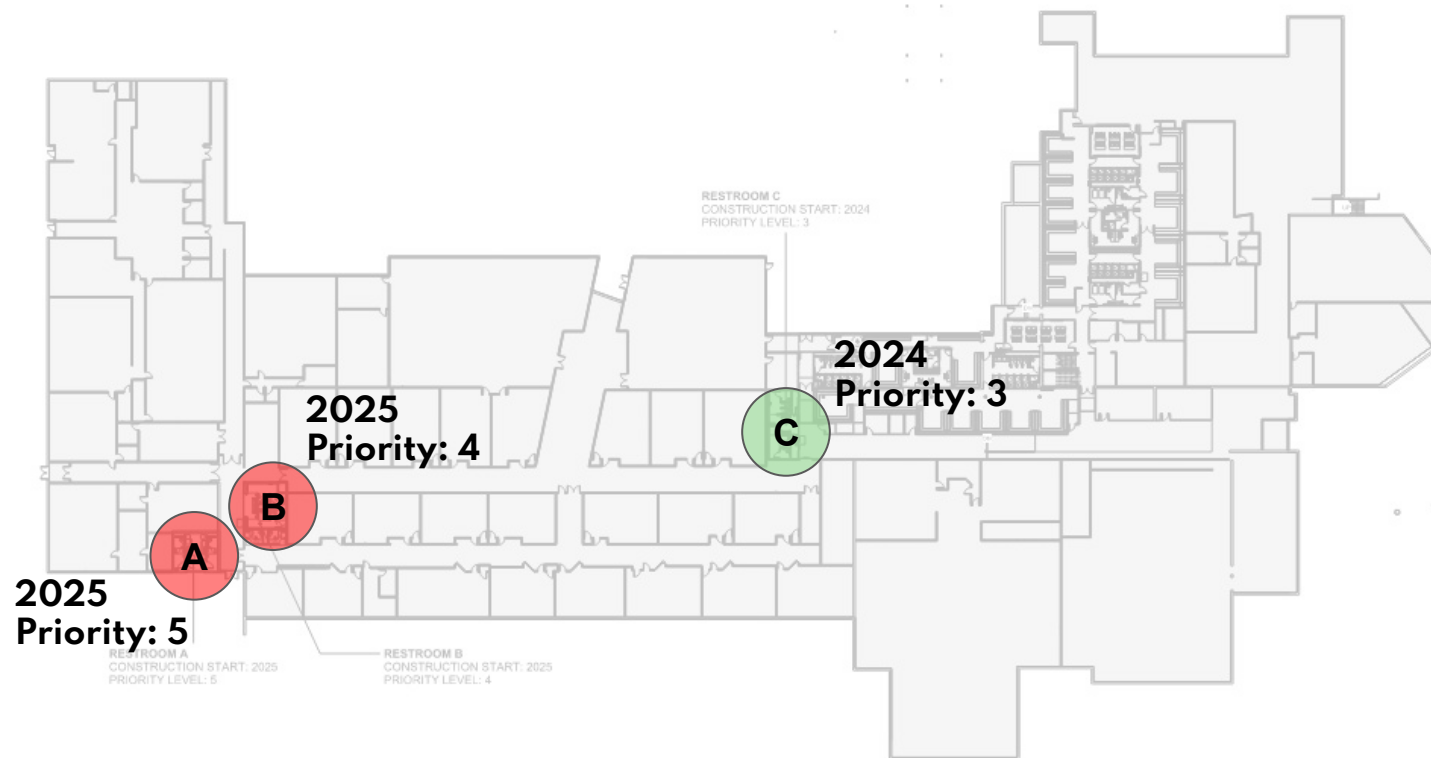 RESTROOM C
CONSTRUCTION START: 2024
PRIORITY LEVEL: 3
2024
Priority: 3
C
2025
Priority: 4
B
A
2025
Priority: 5
RESTROOM A
CONSTRUCTION START: 2025
PRIORITY LEVEL: 5
RESTROOM B
CONSTRUCTION START: 2025
PRIORITY LEVEL: 4